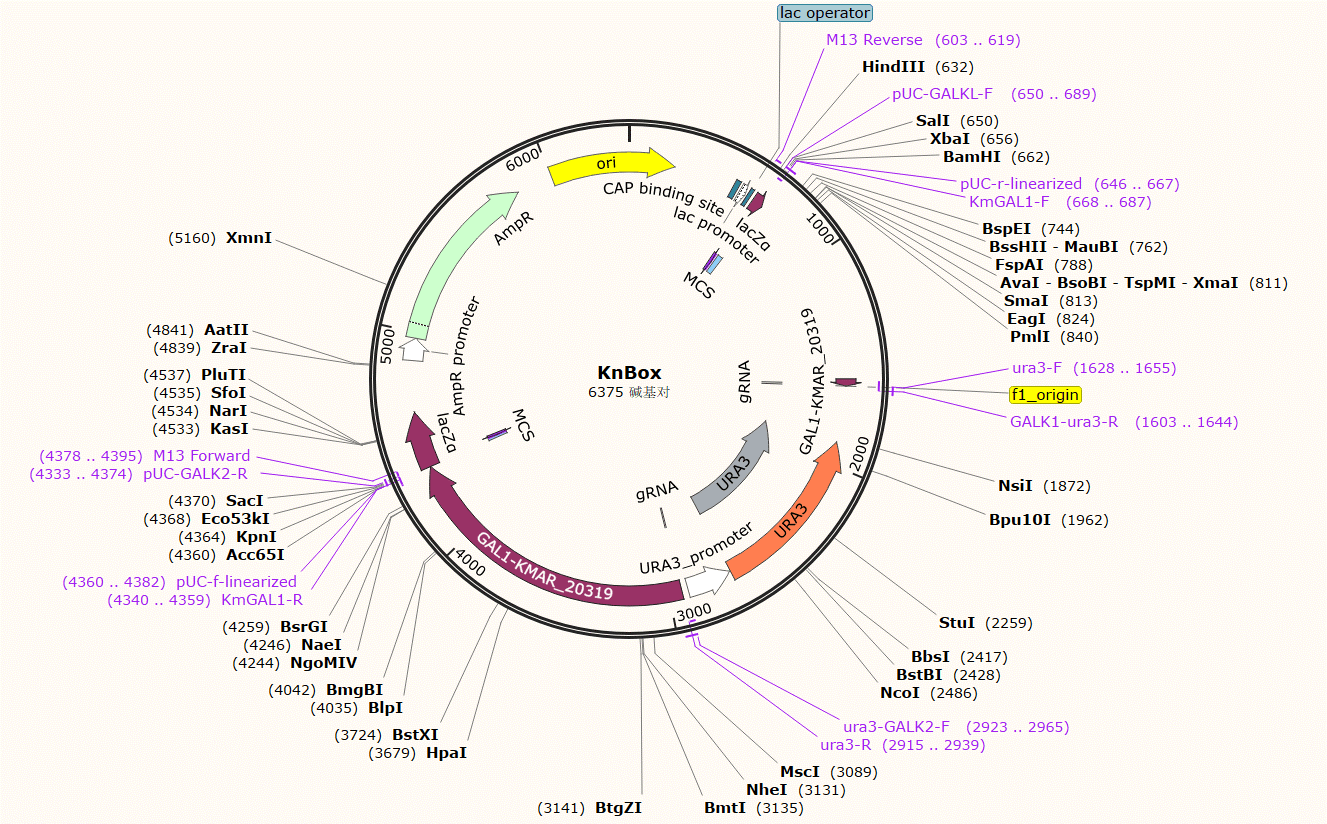 lac operator
M13 Reverse (603 .. 619)
HindIII (632)
pUC-GALKL-F (650 .. 689)
SalI (650)
XbaI (656)
BamHI (662)
pUC-r-linearized (646 .. 667)
KmGAL1-F (668 .. 687)
BspEI (744)
BssHII - MauBI (762)
FspAI (788)
AvaI - BsoBI - TspMI - XmaI (811)
SmaI (813)
EagI (824)
PmlI (840)
ura3-F (1628 .. 1655)
f1_origin
GALK1-ura3-R (1603 .. 1644)
NsiI (1872)
Bpu10I (1962)
StuI (2259)
BbsI (2417)
BstBI (2428)
NcoI (2486)
ura3-GALK2-F (2923 .. 2965)
ura3-R (2915 .. 2939)
MscI (3089)
NheI (3131)
BmtI (3135)
(3141) BtgZI
(3679) HpaI
(3724) BstXI
(4035) BlpI
(4042) BmgBI
(4244) NgoMIV
(4246) NaeI
(4259) BsrGI
(4340 .. 4359) KmGAL1-R
(4360 .. 4382) pUC-f-linearized
(4360) Acc65I
(4364) KpnI
(4368) Eco53kI
(4370) SacI
(4333 .. 4374) pUC-GALK2-R
(4378 .. 4395) M13 Forward
(4533) KasI
(4534) NarI
(4535) SfoI
(4537) PluTI
(4839) ZraI
(4841) AatII
(5160) XmnI
1000
2000
3000
4000
5000
6000
ori
CAP binding site
lac promoter
lacZα
MCS
GAL1-KMAR_20319
gRNA
URA3
URA3
URA3_promoter
gRNA
GAL1-KMAR_20319
MCS
lacZα
AmpR promoter
AmpR
KnBox
6375 碱基对